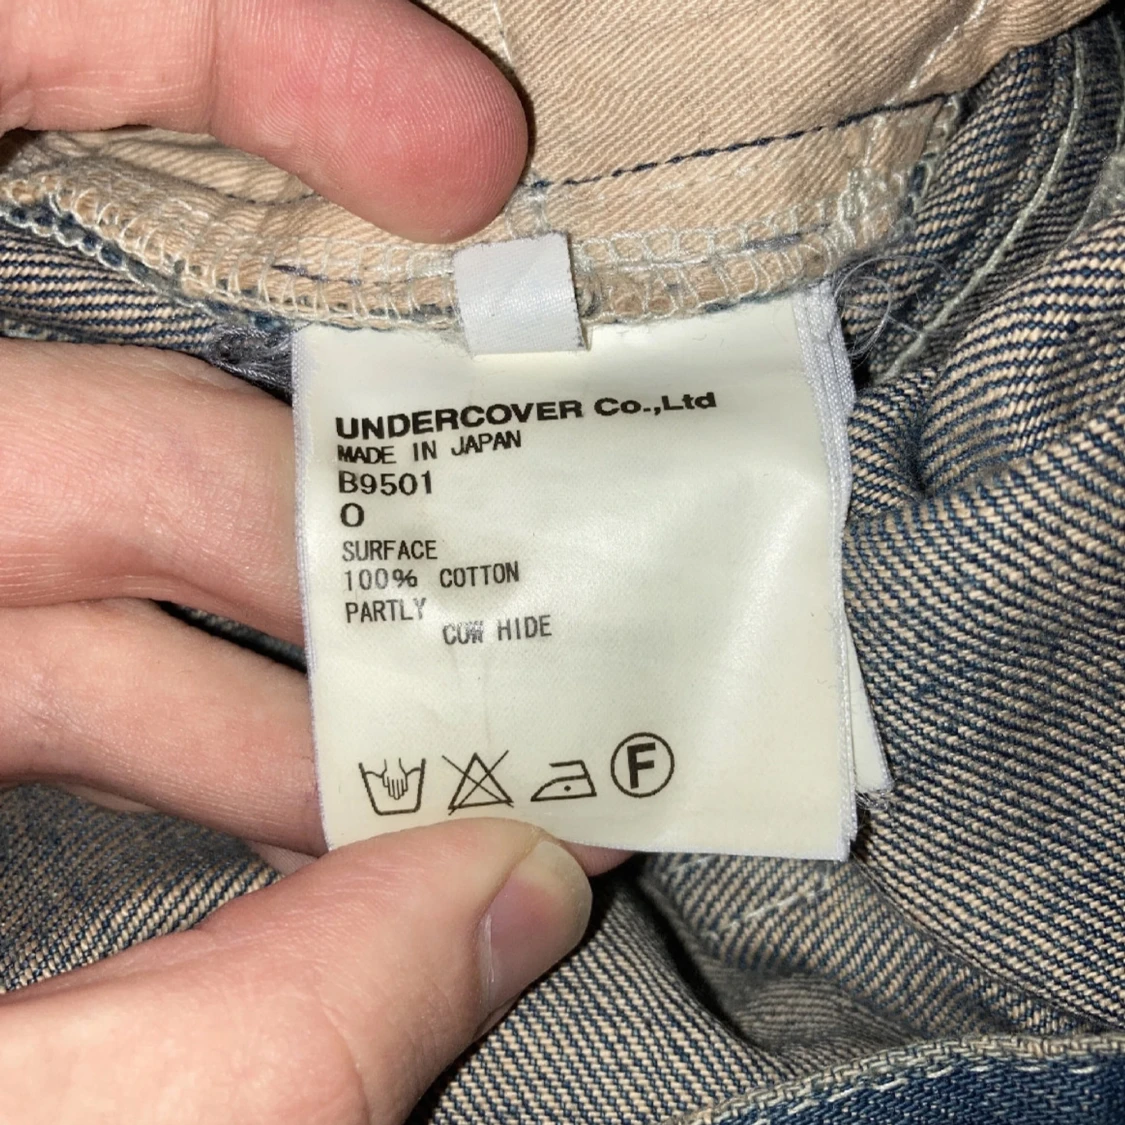 UNDERCOVER Co.,Ltd
MADE IN JAPAN
B9501
O
SURFACE
100% COTTON
PARTLY
COW HIDE
F